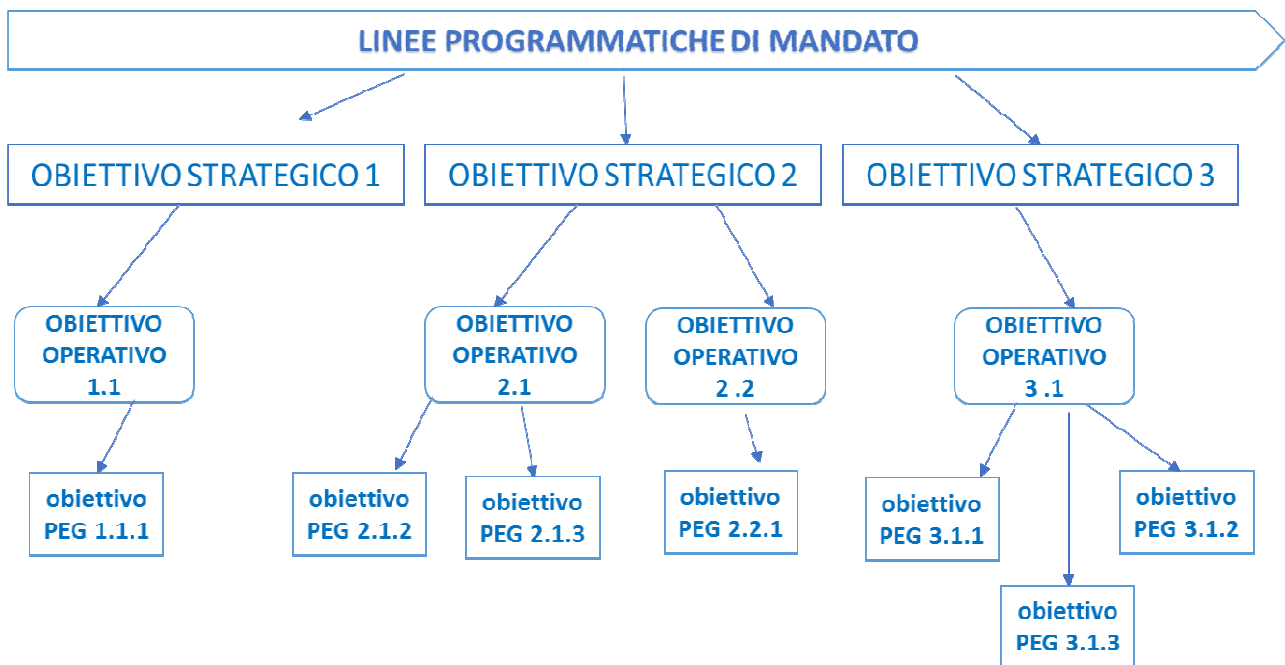 LINEE PROGRAMMATICHE DI MANDATO
OBIETTIVO STRATEGICO 1
OBIETTIVO STRATEGICO 2
OBIETTIVO STRATEGICO 3
OBIETTIVO
OPERATIVO
1.1
OBIETTIVO
OPERATIVO
2.1
OBIETTIVO
OPERATIVO
2 .2
OBIETTIVO
OPERATIVO
3 .1
obiettivo
PEG 1.1.1
obiettivo
PEG 2.1.2
obiettivo
PEG 2.1.3
obiettivo
PEG 2.2.1
obiettivo
PEG 3.1.1
obiettivo
PEG 3.1.2
obiettivo
PEG 3.1.3